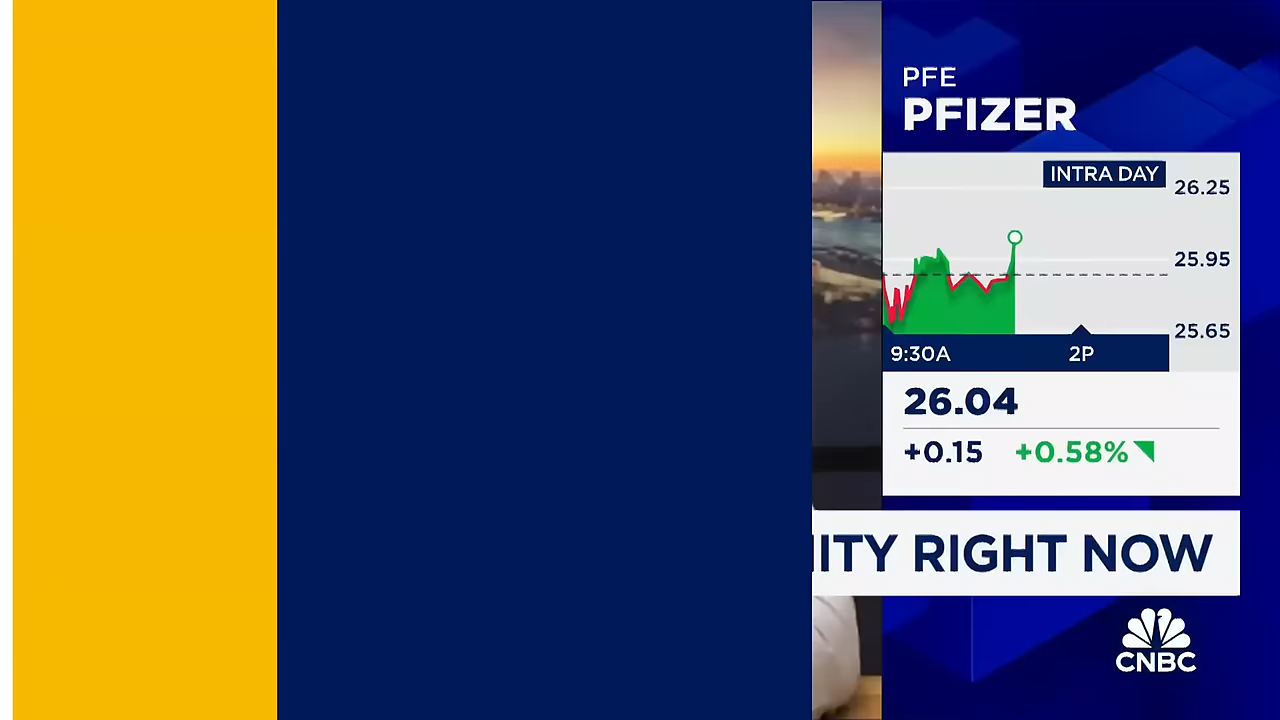 PFE
PFIZER
INTRA DAY
26.25
25.95
25.65
9:30A 2P
26.04
+0.15 +0.58%
RIGHT NOW
CNBC